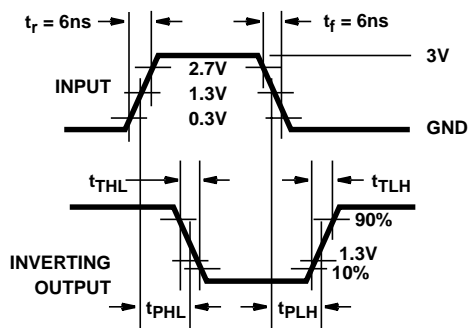 tr = 6ns
tf = 6ns
3V
2.7V
INPUT
1.3V
0.3V
GND
tTHL
tTLH
90%
1.3V
INVERTING
OUTPUT
10%
tPHL
tPLH